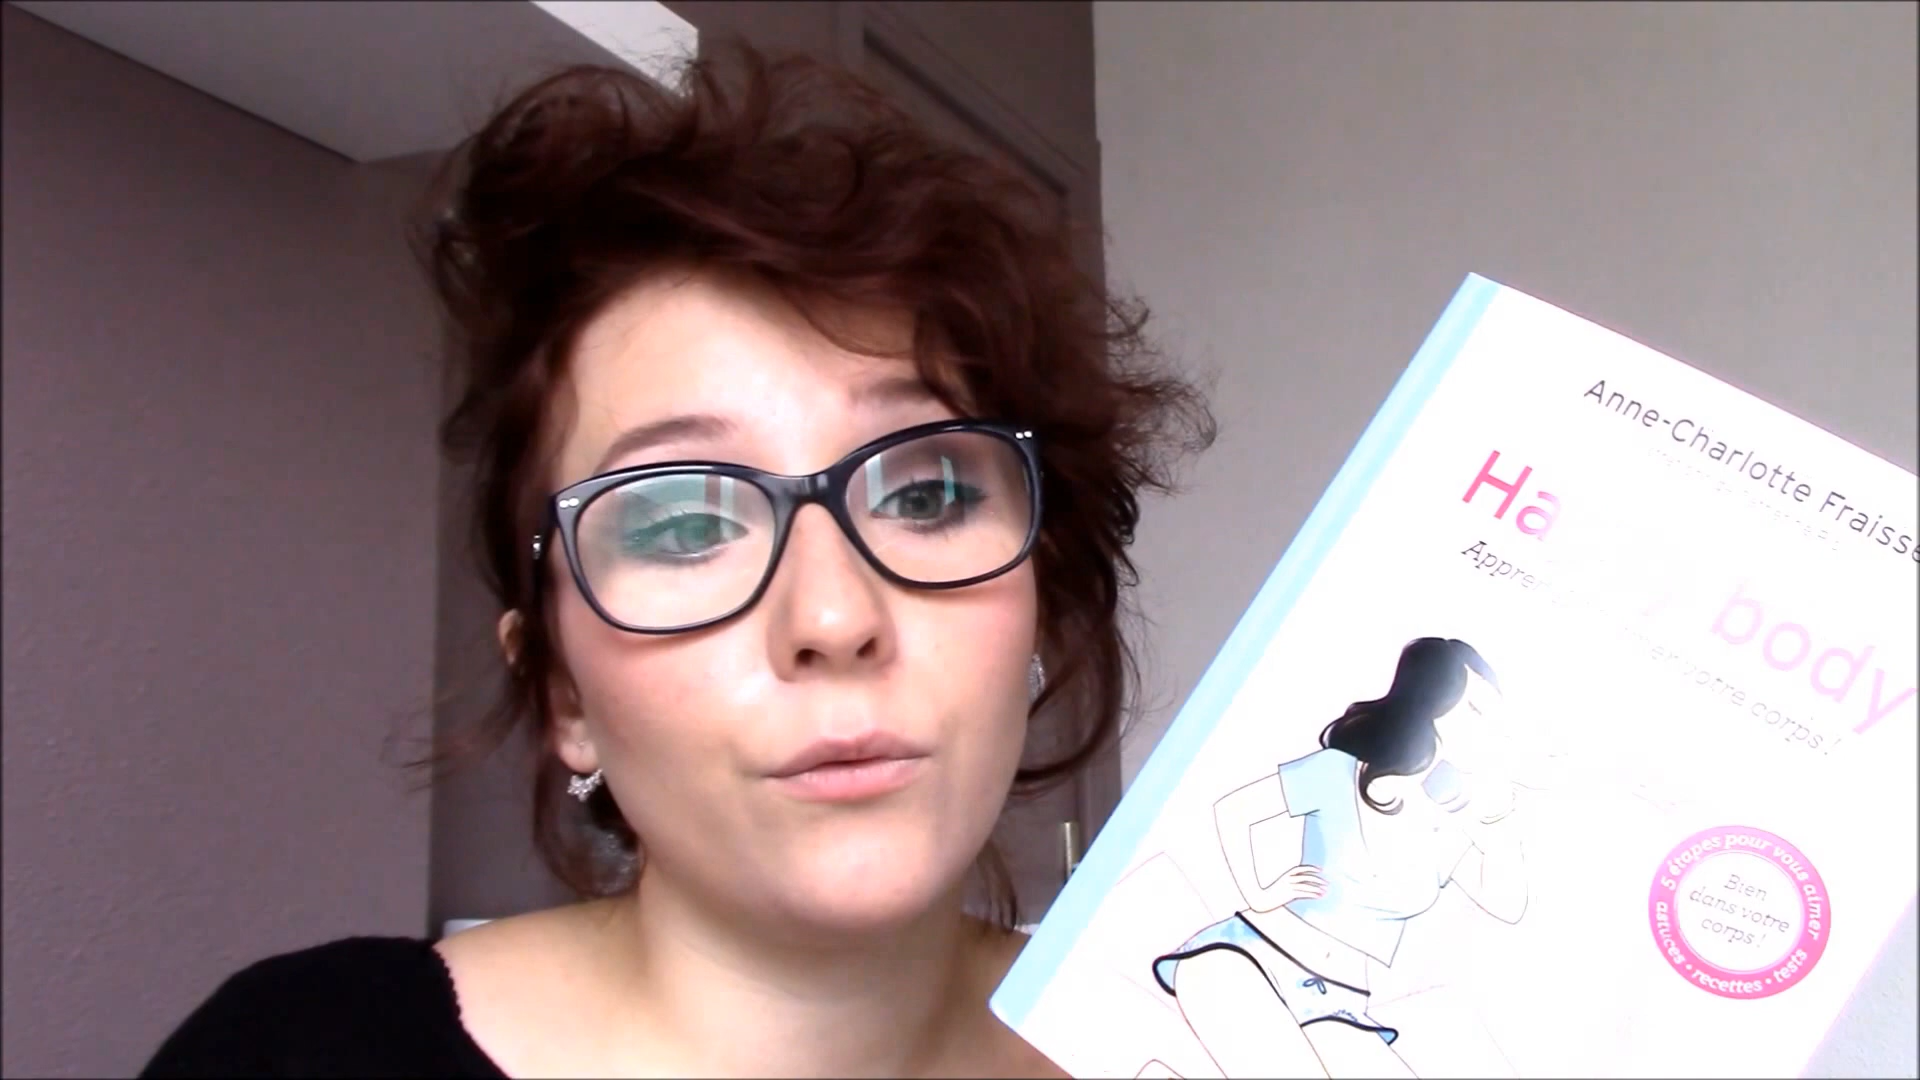 Anne-Charlotte Fraisse
Ha y body
Appren votre corps !
5 étapes pour vous aimer
Bien
dans votre
corps !
astuces • recettes • tests